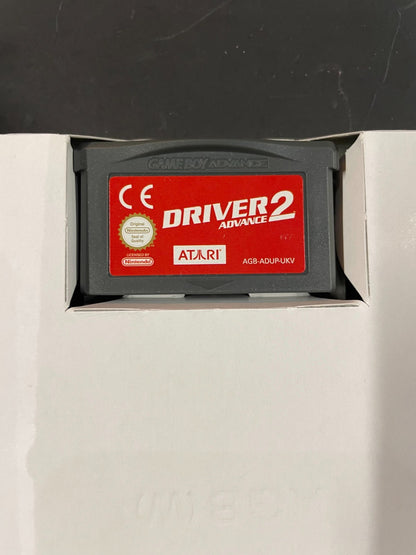 GAME BOY ADVANCE
CE
DRIVER 2
ADVANCE
Original
Nintendo
Seal of
Quality
LICENSED BY
Nintendo
ATARI
AGB-ADUP-UKV